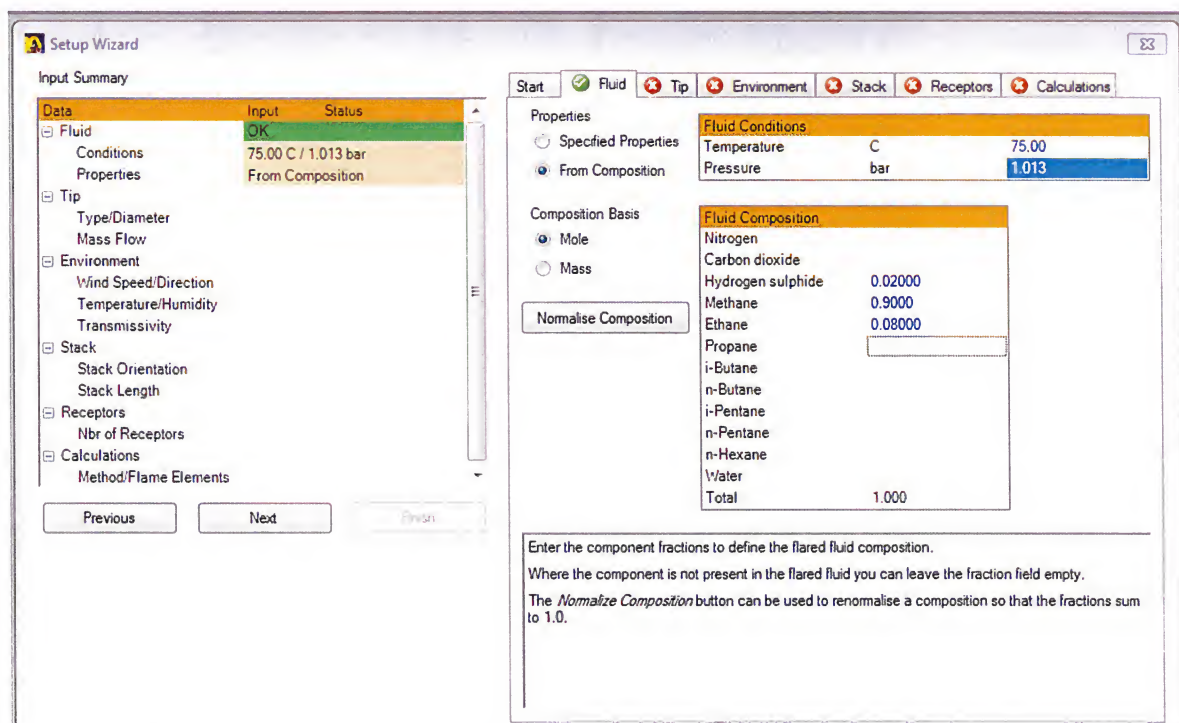 Setup Wizard
Input Summary
Data Input Status
Fluid OK
Conditions 75.00 C / 1.013 bar
Properties From Composition
Tip
Type/Diameter
Mass Flow
Environment
Wind Speed/Direction
Temperature/Humidity
Transmissivity
Stack
Stack Orientation
Stack Length
Receptors
Nbr of Receptors
Calculations
Method/Flame Elements
Previous Next Finish
Start Fluid Tip Environment Stack Receptors Calculations
Properties
Specified Properties
From Composition
Fluid Conditions
Temperature C 75.00
Pressure bar 1.013
Composition Basis
Mole
Mass
Normalise Composition
Fluid Composition
Nitrogen
Carbon dioxide
Hydrogen sulphide 0.02000
Methane 0.9000
Ethane 0.08000
Propane
i-Butane
n-Butane
i-Pentane
n-Pentane
n-Hexane
Water
Total 1.000
Enter the component fractions to define the flared fluid composition.
Where the component is not present in the flared fluid you can leave the fraction field empty.
The Normalize Composition button can be used to renormalise a composition so that the fractions sum
to 1.0.